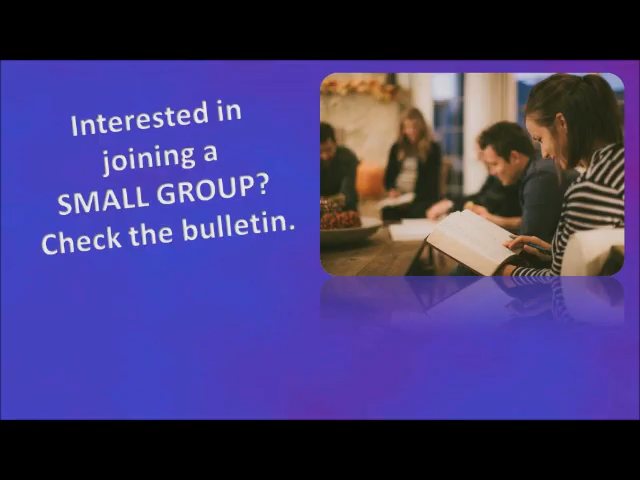 Interested in
joining a
SMALL GROUP?
Check the bulletin.